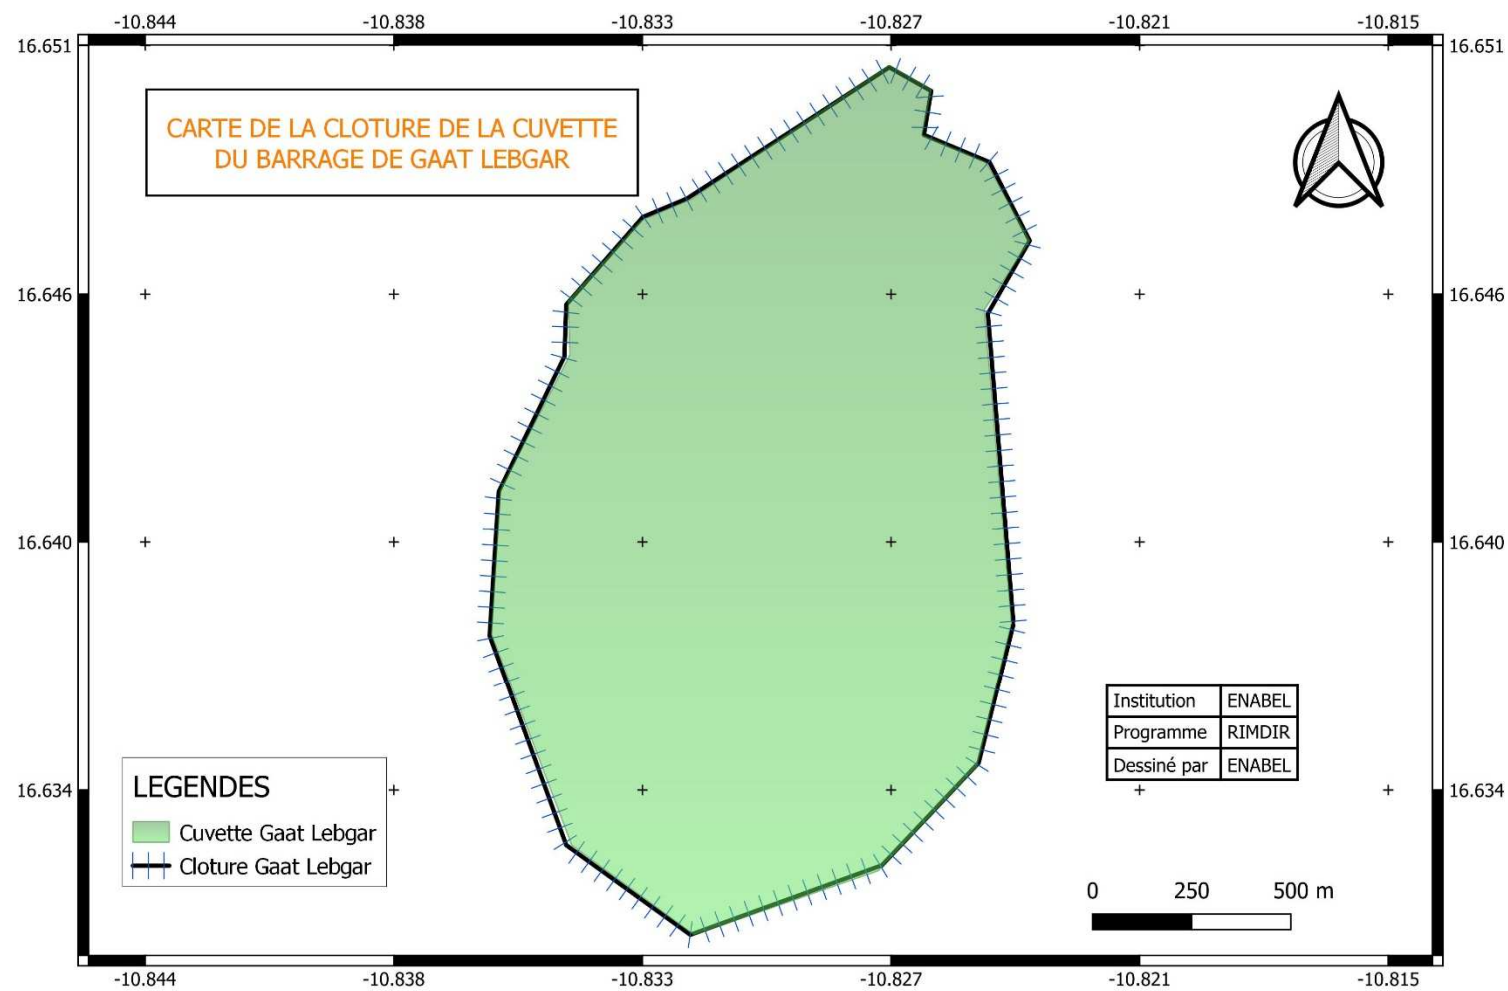 -10.844 -10.838 -10.833 -10.827 -10.821 -10.815
16.651 16.651
CARTE DE LA CLOTURE DE LA CUVETTE
DU BARRAGE DE GAAT LEBGAR
16.646 16.646
16.640 16.640
Institution ENABEL
Programme RIMDIR
Dessiné par ENABEL
16.634 16.634
LEGENDES
Cuvette Gaat Lebgar
Cloture Gaat Lebgar
0 250 500 m
-10.844 -10.838 -10.833 -10.827 -10.821 -10.815